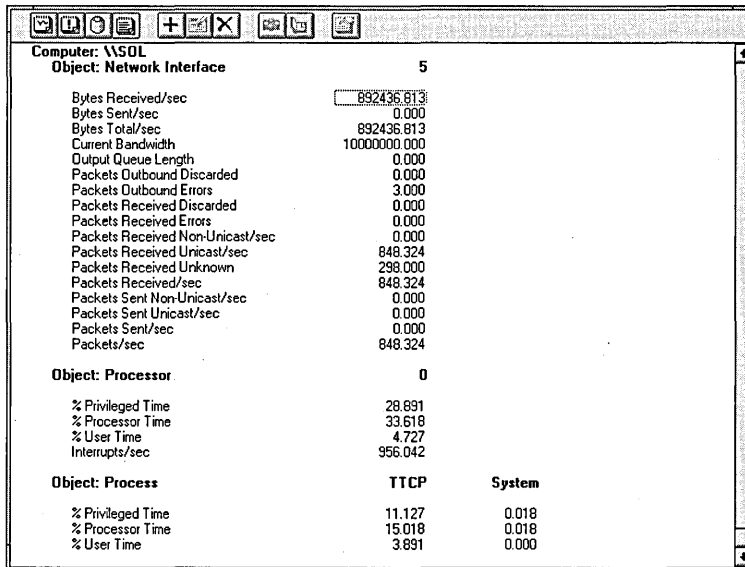 Computer: \\SOL
Object: Network Interface 5
Bytes Received/sec 892436.813
Bytes Sent/sec 0.000
Bytes Total/sec 892436.813
Current Bandwidth 10000000.000
Output Queue Length 0.000
Packets Outbound Discarded 0.000
Packets Outbound Errors 3.000
Packets Received Discarded 0.000
Packets Received Errors 0.000
Packets Received Non-Unicast/sec 0.000
Packets Received Unicast/sec 848.324
Packets Received Unknown 298.000
Packets Received/sec 848.324
Packets Sent Non-Unicast/sec 0.000
Packets Sent Unicast/sec 0.000
Packets Sent/sec 0.000
Packets/sec 848.324
Object: Processor 0
% Privileged Time 28.891
% Processor Time 33.618
% User Time 4.727
Interrupts/sec 956.042
Object: Process TTCP System
% Privileged Time 11.127 0.018
% Processor Time 15.018 0.018
% User Time 3.891 0.000